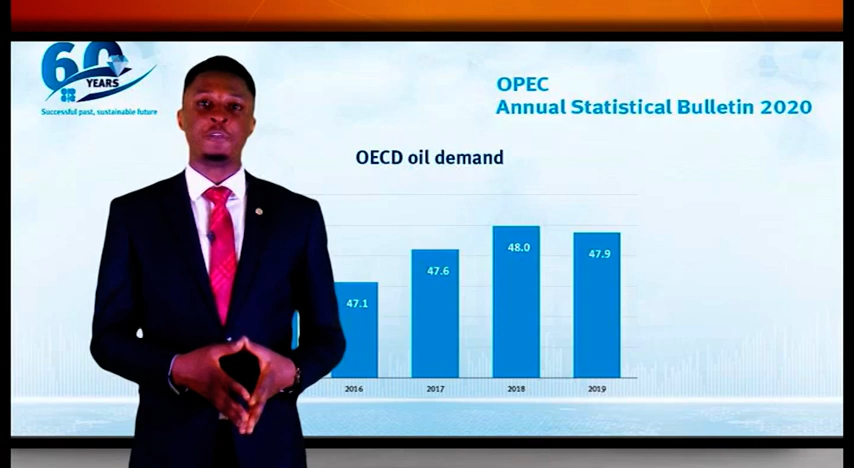 60
YEARS
Successful past, sustainable future
OPEC
Annual Statistical Bulletin 2020
OECD oil demand
47.1
47.6
48.0
47.9
2016
2017
2018
2019